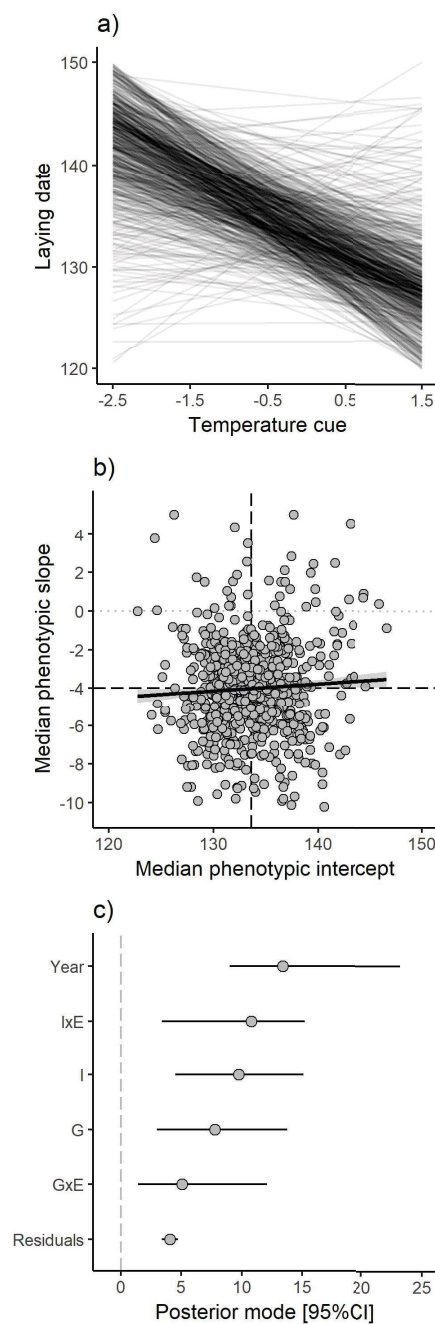 a)
150
140
130
120
Laying date
-2.5 -1.5 -0.5 0.5 1.5
Temperature cue
b)
4
2
0
-2
-4
-6
-8
-10
Median phenotypic slope
120 130 140 150
Median phenotypic intercept
c)
Year
IxE
I
G
GxE
Residuals
0 5 10 15 20 25
Posterior mode [95%CI]